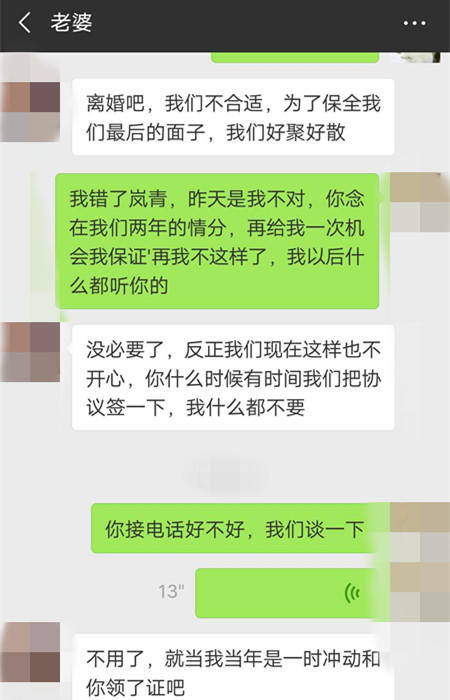 老婆
离婚吧，我们不合适，为了保全我
们最后的面子，我们好聚好散
我错了岚青，昨天是我不对，你念
在我们两年的情分，再给我一次机
会我保证'再我不这样了，我以后什
么都听你的
没必要了，反正我们现在这样也不
开心，你什么时候有时间我们把协
议签一下，我什么都不要
你接电话好不好，我们谈一下
13"
不用了，就当我当年是一时冲动和
你领了证吧